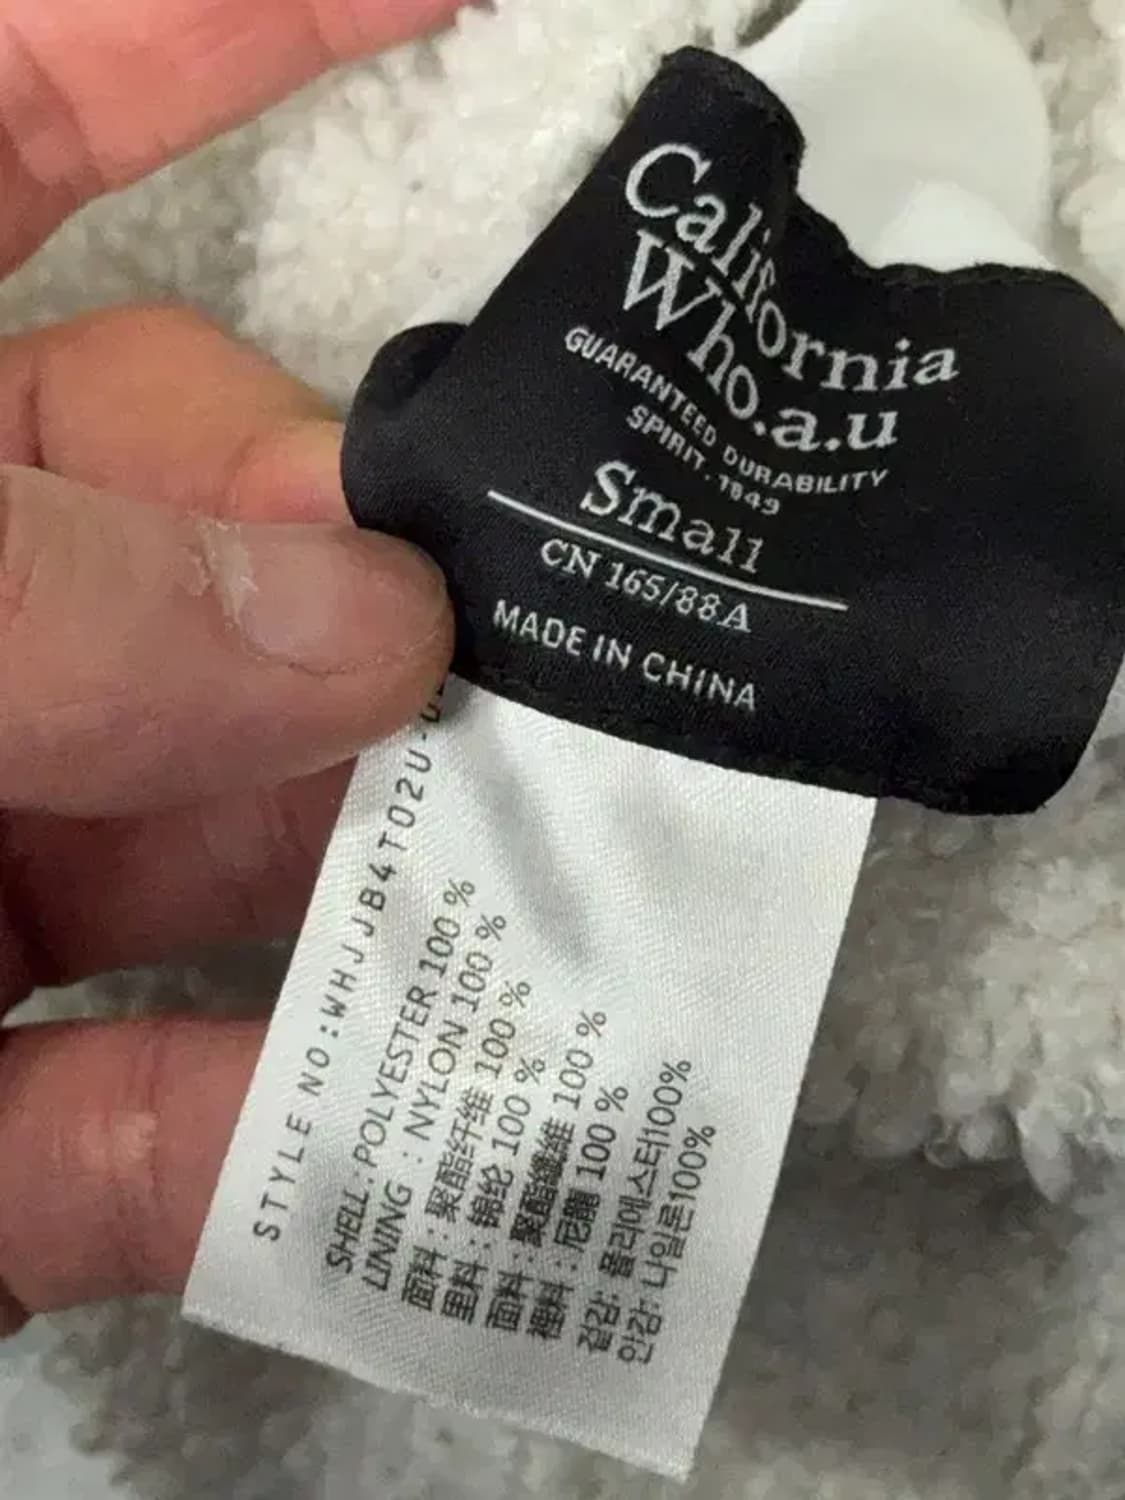 California
Who.a.u
GUARANTEED DURABILITY
SPIRIT. 1849
Small
CN 165/88A
MADE IN CHINA
STYLE NO:WHJJB4T02U-
SHELL:POLYESTER 100 %
LINING : NYLON 100 %
面料 : 聚酯纤维 100 %
里料 : 锦纶 100 %
面料 : 聚酯纖維 100 %
裡料 : 尼龍 100 %
겉감: 폴리에스터100%
안감: 나일론100%